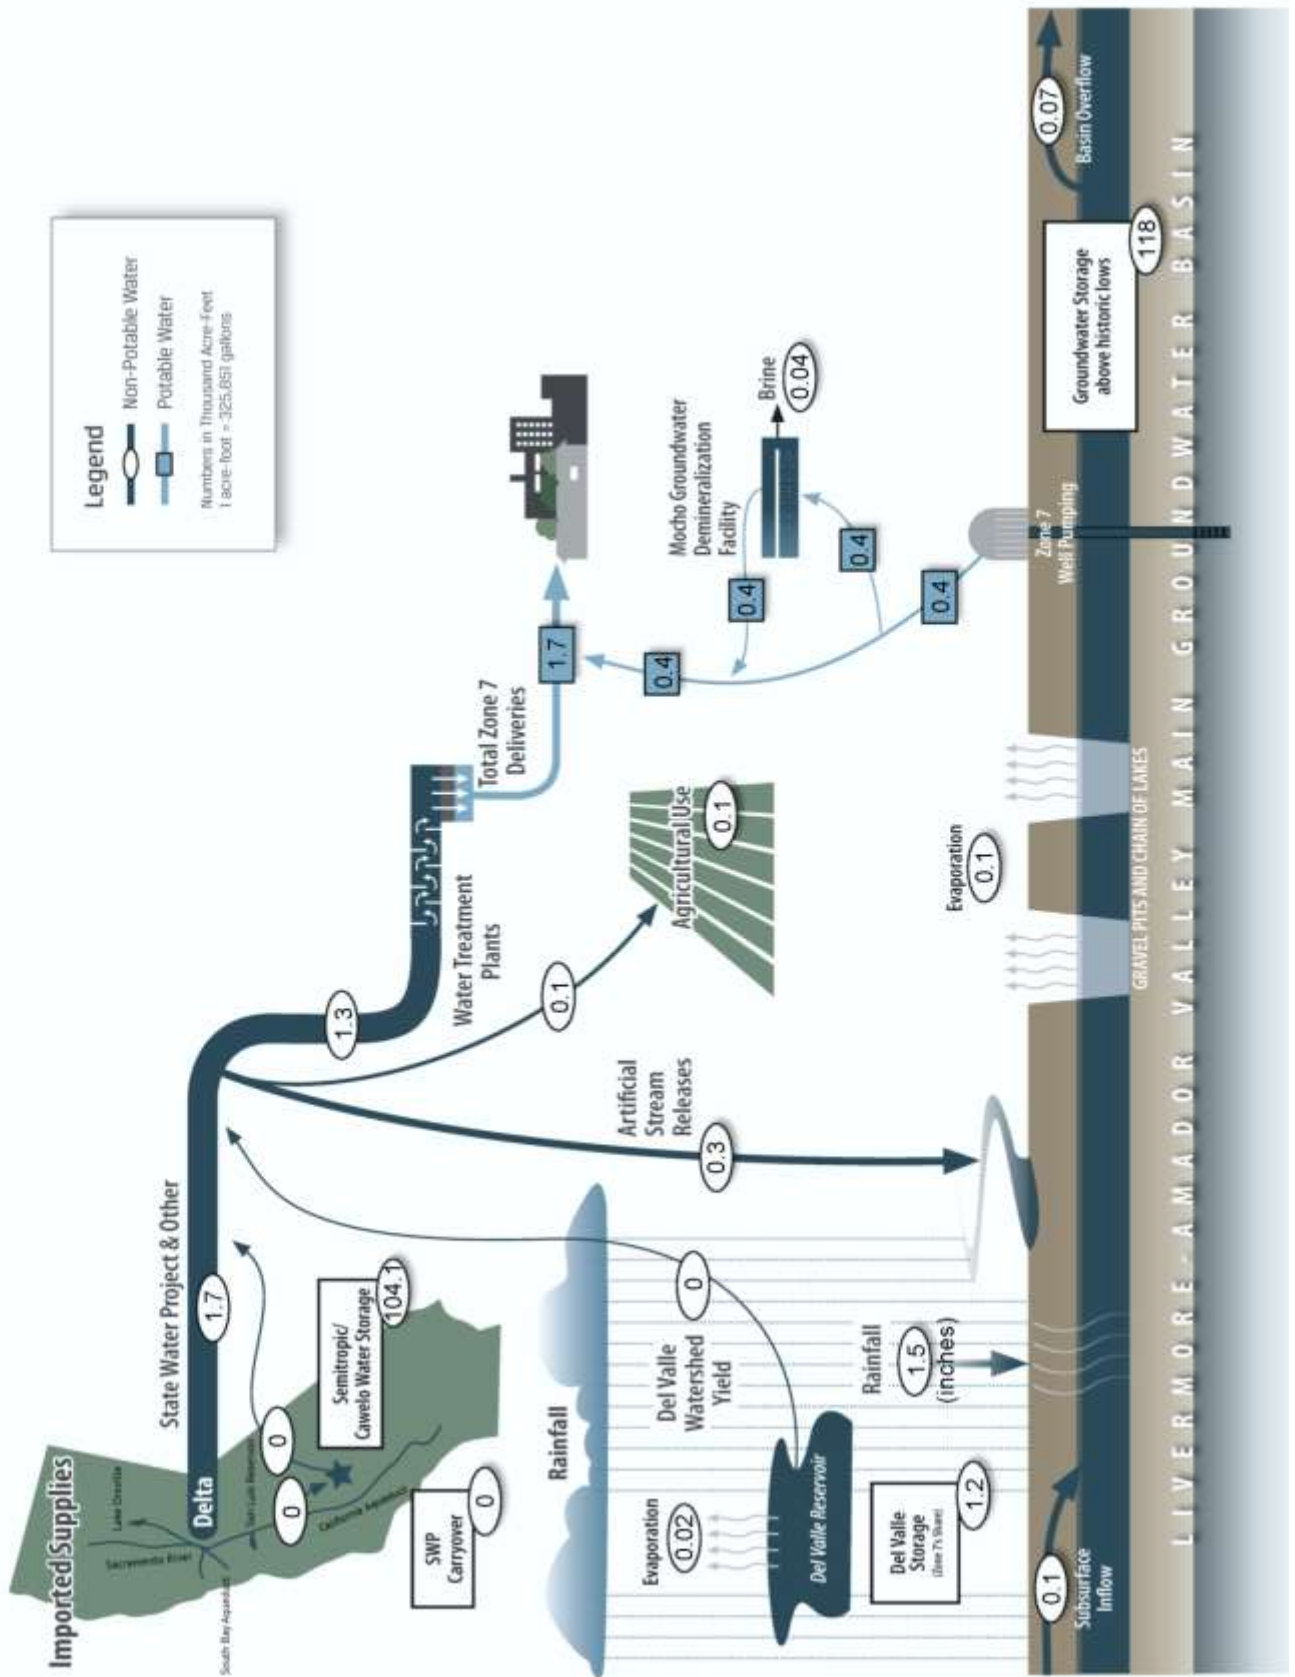 Imported Supplies
Lake Oroville
Sacramento River
South Bay Aqueduct
Delta
San Luis Reservoir
California Aqueduct
0
0
SWP
Carryover
0
Semitropic/
Cawelo Water Storage
104.1
State Water Project & Other
1.7
1.3
Water Treatment
Plants
Total Zone 7
Deliveries
1.7
Legend
Non-Potable Water
Potable Water
Numbers in Thousand Acre-Feet
1 acre-foot = 325,851 gallons
Rainfall
Evaporation
0.02
Del Valle Reservoir
Del Valle
Storage
(Zone 7's Share)
1.2
Del Valle
Watershed
Yield
0
Rainfall
1.5
(inches)
Artificial
Stream
Releases
0.3
0.1
Agricultural Use
0.1
Evaporation
0.1
0.4
0.4
0.4
0.4
Mocho Groundwater
Demineralization
Facility
Brine
0.04
Zone 7
Well Pumping
Groundwater Storage
above historic lows
118
0.07
Basin Overflow
0.1
Subsurface
Inflow
GRAVEL PITS AND CHAIN OF LAKES
LIVERMORE-AMADOR VALLEY MAIN GROUNDWATER BASIN